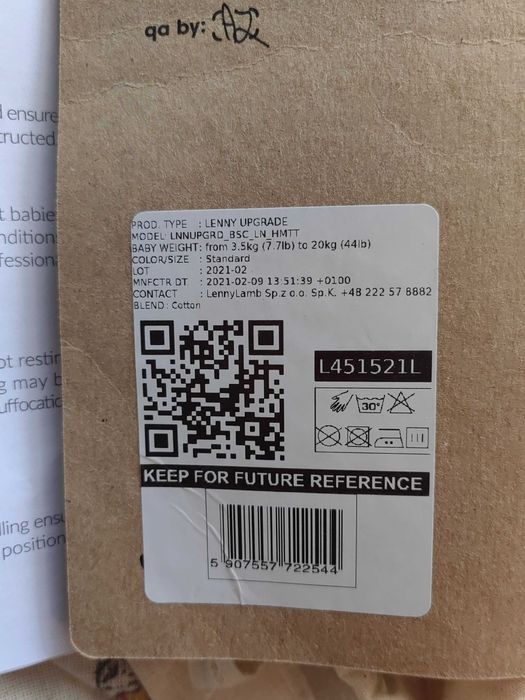 qa by: AZ
d ensure
tructed
t babie
ndition
fession
ot restin
g may b
uffocatio
lling ensu
position
PROD. TYPE : LENNY UPGRADE
MODEL: LNNUPGRD_BSC_LN_HMTT
BABY WEIGHT: from 3.5kg (7.7lb) to 20kg (44lb)
COLOR/SIZE : Standard
LOT : 2021-02
MNFCTR DT : 2021-02-09 13:51:39 +0100
CONTACT : LennyLamb Sp.z o.o. Sp.K. +48 222 57 8882
BLEND: Cotton
L451521L
30°
KEEP FOR FUTURE REFERENCE
5 907557 722544